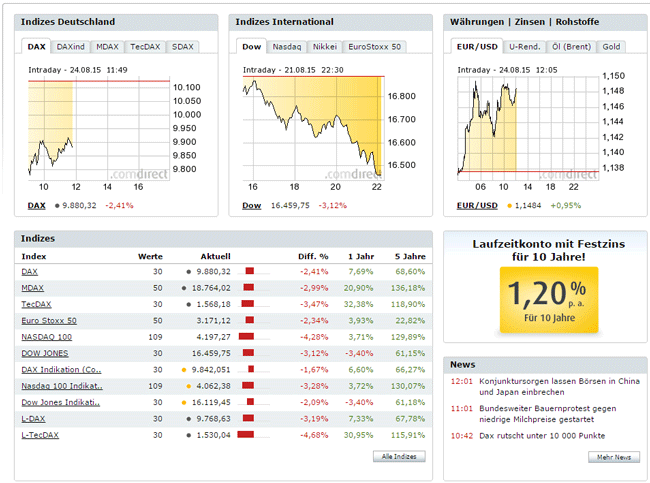 Indizes Deutschland
DAX DAXind MDAX TecDAX SDAX
Intraday - 24.08.15 11:49
10.100
10.000
9.950
9.900
9.850
9.800
10 12 14 16 18
.comdirect
DAX 9.880,32 -2,41%
Indizes International
Dow Nasdaq Nikkei EuroStoxx 50
Intraday - 21.08.15 22:30
16.800
16.700
16.600
16.500
16 18 20 22
.comdirect
Dow 16.459,75 -3,12%
Währungen | Zinsen | Rohstoffe
EUR/USD U-Rend. Öl (Brent) Gold
Intraday - 24.08.15 12:05
1,150
1,148
1,144
1,142
1,140
1,138
06 10 12 18 22
.comdirect
EUR/USD 1,1484 +0,95%
Indizes
Index Werte Aktuell Diff. % 1 Jahr 5 Jahre
DAX 30 9.880,32 -2,41% 7,69% 68,60%
MDAX 50 18.764,02 -2,99% 20,90% 136,18%
TecDAX 30 1.568,18 -3,47% 32,38% 118,90%
Euro Stoxx 50 50 3.171,12 -2,34% 3,93% 22,82%
NASDAQ 100 109 4.197,27 -4,28% 3,71% 129,89%
DOW JONES 30 16.459,75 -3,12% -3,40% 61,15%
DAX Indikation (Co.. 30 9.842,051 -1,67% 6,60% 66,27%
Nasdaq 100 Indikat.. 109 4.062,38 -3,28% 3,72% 130,07%
Dow Jones Indikati.. 30 16.119,45 -2,09% -3,40% 61,18%
L-DAX 30 9.768,63 -3,19% 7,33% 67,78%
L-TecDAX 30 1.530,04 -4,68% 30,95% 115,91%
Alle Indizes
Laufzeitkonto mit Festzins
für 10 Jahre!
1,20% p. a.
Für 10 Jahre
News
12:01 Konjunktursorgen lassen Börsen in China
und Japan einbrechen
11:01 Bundesweiter Bauernprotest gegen
niedrige Milchpreise gestartet
10:42 Dax rutscht unter 10 000 Punkte
Mehr News